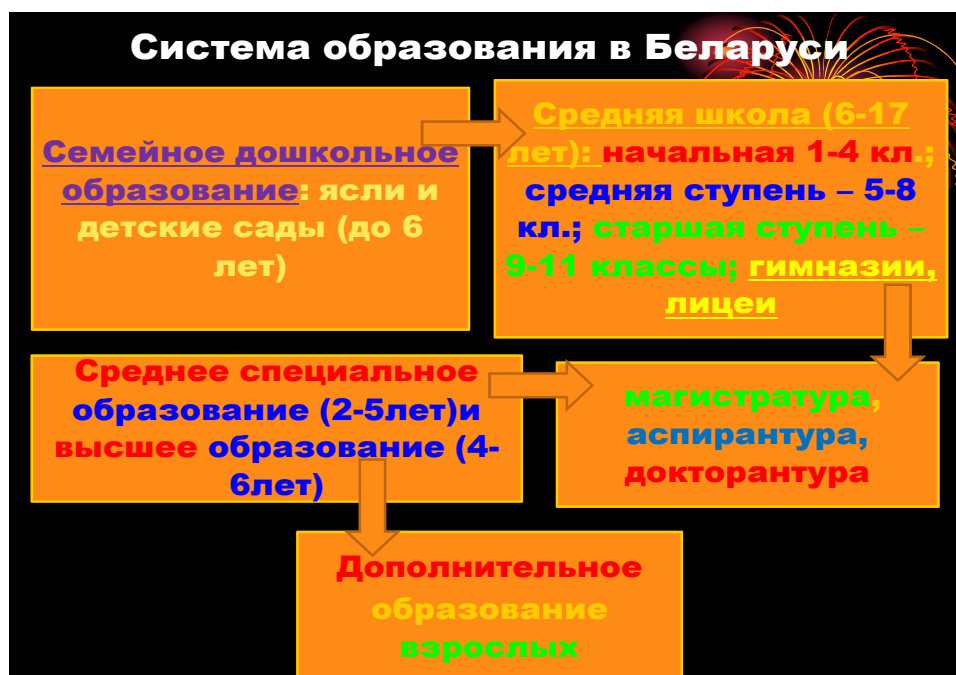 Система образования в Беларуси
Семейное дошкольное
образование: ясли и
детские сады (до 6
лет)
Средняя школа (6-17
лет): начальная 1-4 кл.;
средняя ступень – 5-8
кл.; старшая ступень –
9-11 классы; гимназии,
лицеи
Среднее специальное
образование (2-5лет)и
высшее образование (4-
6лет)
магистратура,
аспирантура,
докторантура
Дополнительное
образование
взрослых